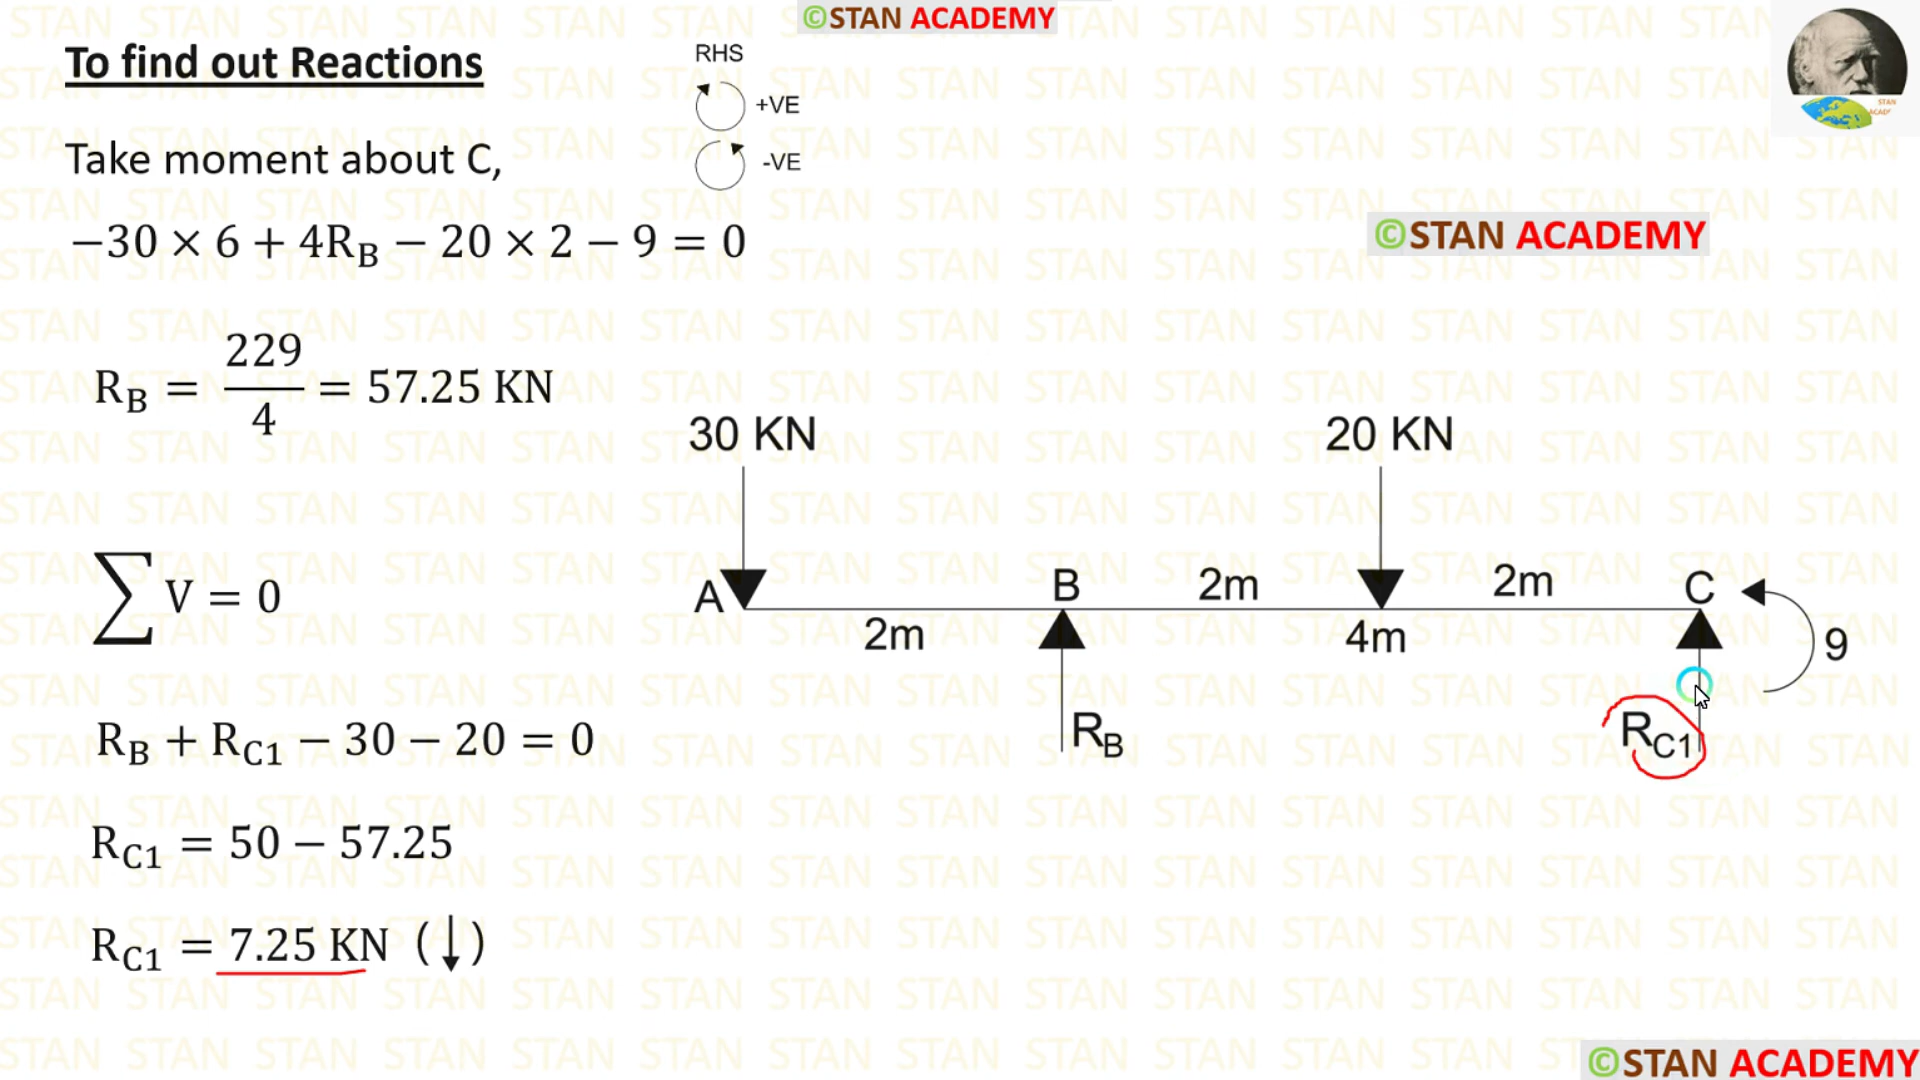 ©STAN ACADEMY
To find out Reactions
RHS
+VE
-VE
Take moment about C,
−30 × 6 + 4R_B − 20 × 2 − 9 = 0
©STAN ACADEMY
R_B = 229/4 = 57.25 KN
30 KN
20 KN
∑ V = 0
A
B
2m
2m
C
2m
4m
9
R_B + R_C1 − 30 − 20 = 0
R_B
R_C1
R_C1 = 50 − 57.25
R_C1 = 7.25 KN (↓)
©STAN ACADEMY